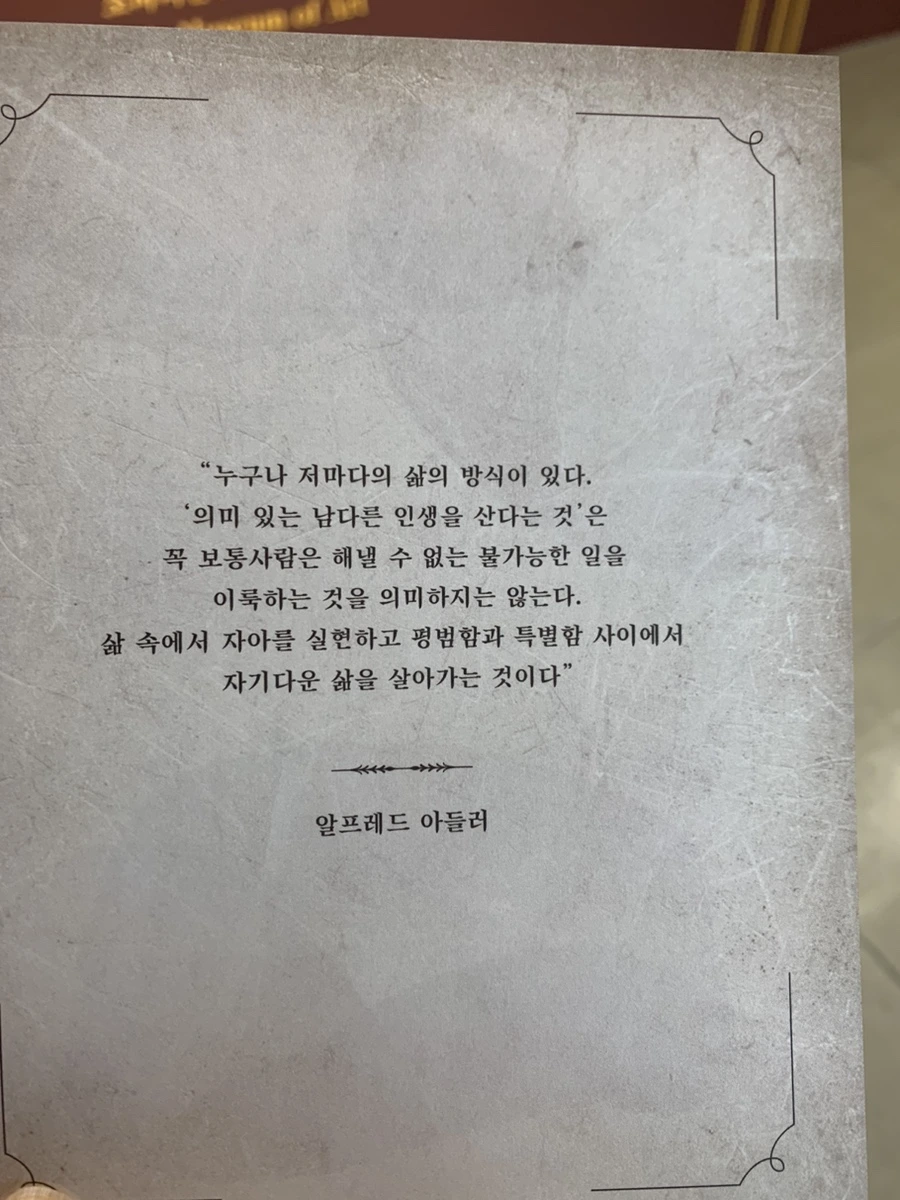 Museum of Art
“누구나 저마다의 삶의 방식이 있다.
‘의미 있는 남다른 인생을 산다는 것’은
꼭 보통사람은 해낼 수 없는 불가능한 일을
이룩하는 것을 의미하지는 않는다.
삶 속에서 자아를 실현하고 평범함과 특별함 사이에서
자기다운 삶을 살아가는 것이다”
알프레드 아들러